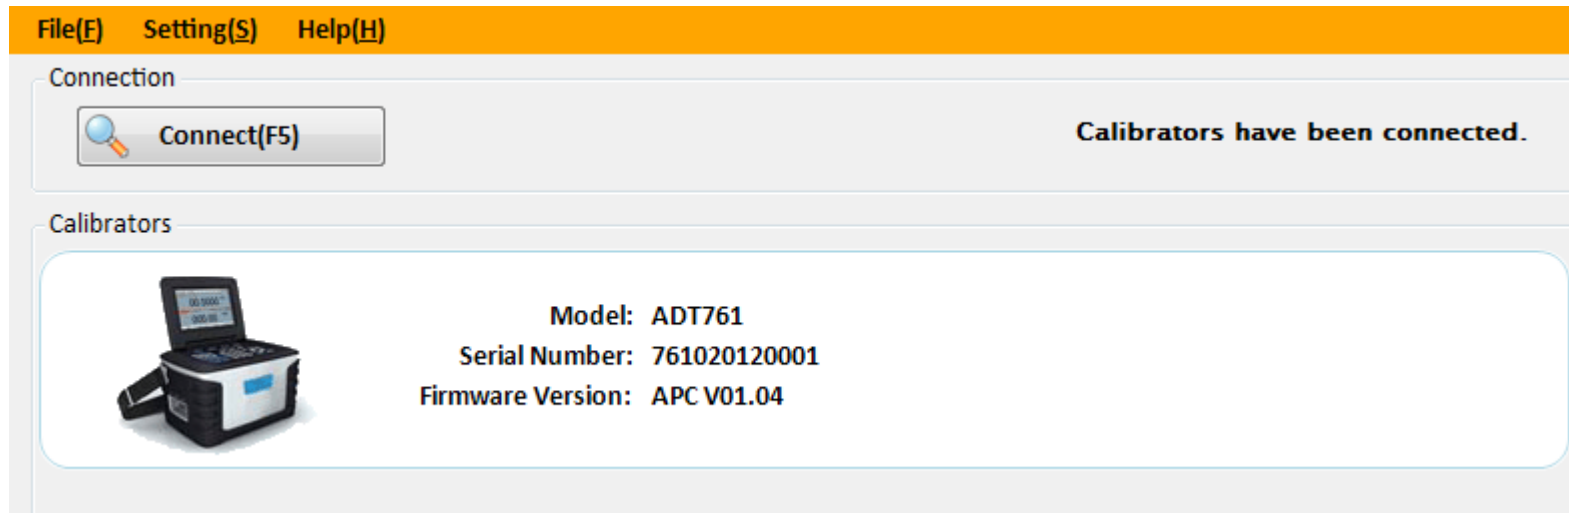 File(F) Setting(S) Help(H)
Connection
Connect(F5)
Calibrators have been connected.
Calibrators
Model: ADT761
Serial Number: 761020120001
Firmware Version: APC V01.04